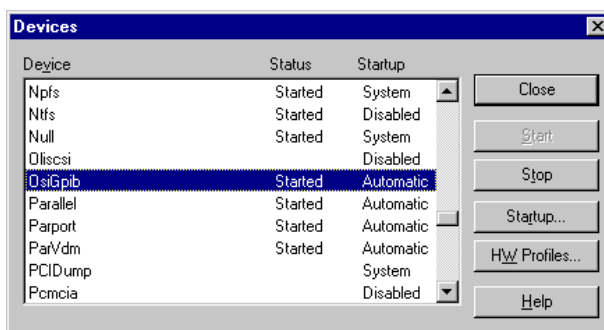 Devices
Device Status Startup
Npfs Started System
Ntfs Started Disabled
Null Started System
Oliscsi Disabled
OsiGpib Started Automatic
Parallel Started Automatic
Parport Started Automatic
ParVdm Started Automatic
PCIDump System
Pcmcia Disabled
Close
Start
Stop
Startup...
HW Profiles...
Help